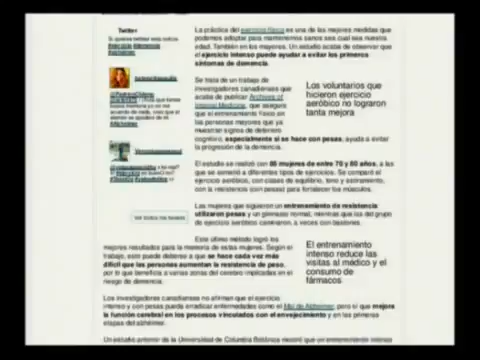 Twitter
La práctica del ejercicio físico es una de las mejores medidas que
podemos adoptar para mantenernos sanos sea cual sea nuestra
edad. También en los mayores. Un estudio acaba de observar que
el ejercicio intenso puede ayudar a evitar los primeros
síntomas de demencia.
Se trata de un trabajo de
investigadores canadienses que
acaba de publicar Archives of
Internal Medicine, que asegura
que el entrenamiento físico en
las personas mayores que ya
muestran signos de deterioro
cognitivo, especialmente si se hace con pesas, ayuda a evitar
la progresión de la demencia.
Los voluntarios que
hicieron ejercicio
aeróbico no lograron
tanta mejora
El estudio se realizó con 86 mujeres de entre 70 y 80 años, a las
que se sometió a diferentes tipos de ejercicios. Se comparó el
ejercicio aeróbico, con clases de equilibrio, tono y estiramiento, con
la resistencia con pesas para fortalecer los músculos.
Las mujeres que siguieron un entrenamiento de resistencia
utilizaron pesas y un gimnasio normal, mientras que las del grupo
de ejercicio aeróbico caminaron, a veces con bastones.
Ver todos los tweets
Este último método logró los
mejores resultados para la memoria de estas mujeres. Según el
trabajo, esto puede deberse a que se hace cada vez más
difícil que las personas aumentan la resistencia de peso,
por lo que beneficia a varias zonas del cerebro implicadas en el
riesgo de demencia.
El entrenamiento
intenso reduce las
visitas al médico y el
consumo de
fármacos
Los investigadores canadienses no afirman que el ejercicio
intenso y con pesas pueda erradicar enfermedades como el Mal de Alzheimer, pero sí que mejora
la función cerebral en los procesos vinculados con el envejecimiento y en las primeras
etapas del alzhéimer.
Un estudio anterior de la Universidad de Columbia Británica mostró que un entrenamiento intenso